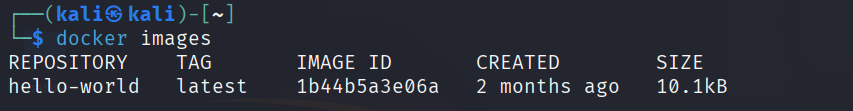 ┌──(kali㉿kali)-[~]
└─$ docker images
REPOSITORY    TAG       IMAGE ID       CREATED        SIZE
hello-world   latest    1b44b5a3e06a   2 months ago   10.1kB